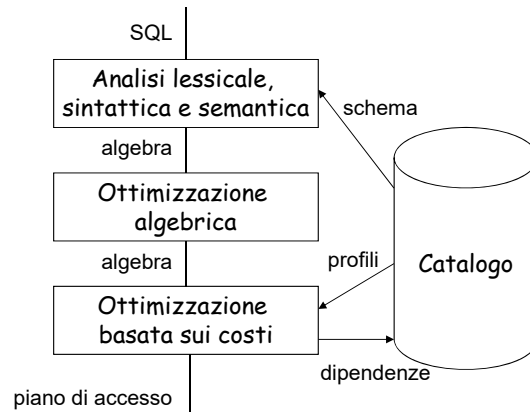 SQL
Analisi lessicale,
sintattica e semantica
schema
algebra
Ottimizzazione
algebrica
algebra
profili
Catalogo
Ottimizzazione
basata sui costi
dipendenze
piano di accesso